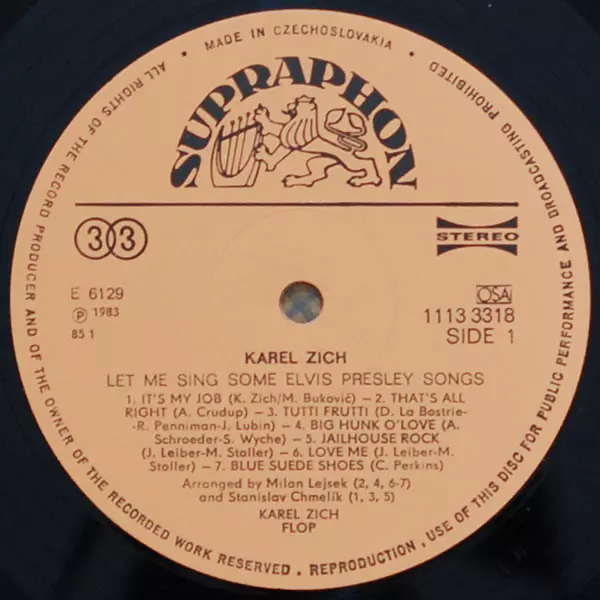 ALL RIGHTS OF THE RECORD PRODUCER AND OF THE OWNER OF THE RECORDED WORK RESERVED . REPRODUCTION , USE OF THIS DISC FOR PUBLIC PERFORMANCE AND BROADCASTING PROHIBITED
• MADE IN CZECHOSLOVAKIA •
SUPRAPHON
33
STEREO
E 6129
OSA
Ⓟ 1983
1113 3318
85 1
SIDE 1
KAREL ZICH
LET ME SING SOME ELVIS PRESLEY SONGS
1. IT'S MY JOB (K. Zich/M. Bukovič) – 2. THAT'S ALL
RIGHT (A. Crudup) – 3. TUTTI FRUTTI (D. La Bostrie-
-R. Penniman-J. Lubin) – 4. BIG HUNK O'LOVE (A.
Schroeder-S. Wyche) – 5. JAILHOUSE ROCK
(J. Leiber-M. Stoller) – 6. LOVE ME (J. Leiber-M.
Stoller) – 7. BLUE SUEDE SHOES (C. Perkins)
Arranged by Milan Lejsek (2, 4, 6-7)
and Stanislav Chmelík (1, 3, 5)
KAREL ZICH
FLOP